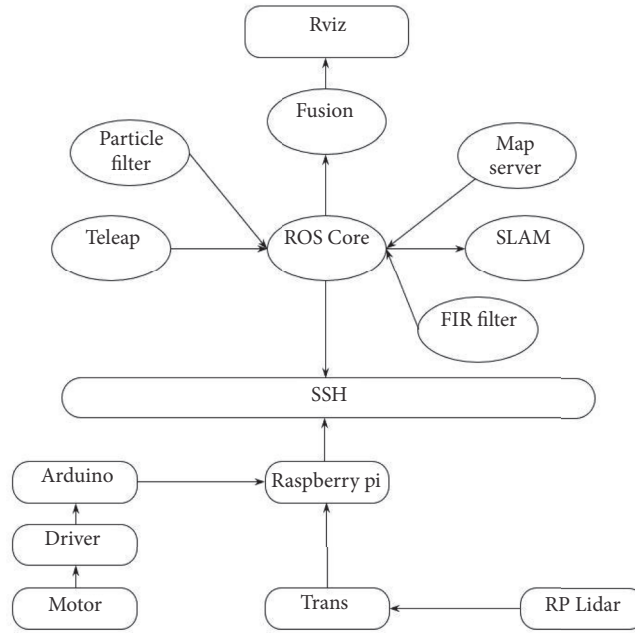 Rviz
Fusion
Particle
filter
Map
server
Teleap
ROS Core
SLAM
FIR filter
SSH
Arduino
Raspberry pi
Driver
Motor
Trans
RP Lidar